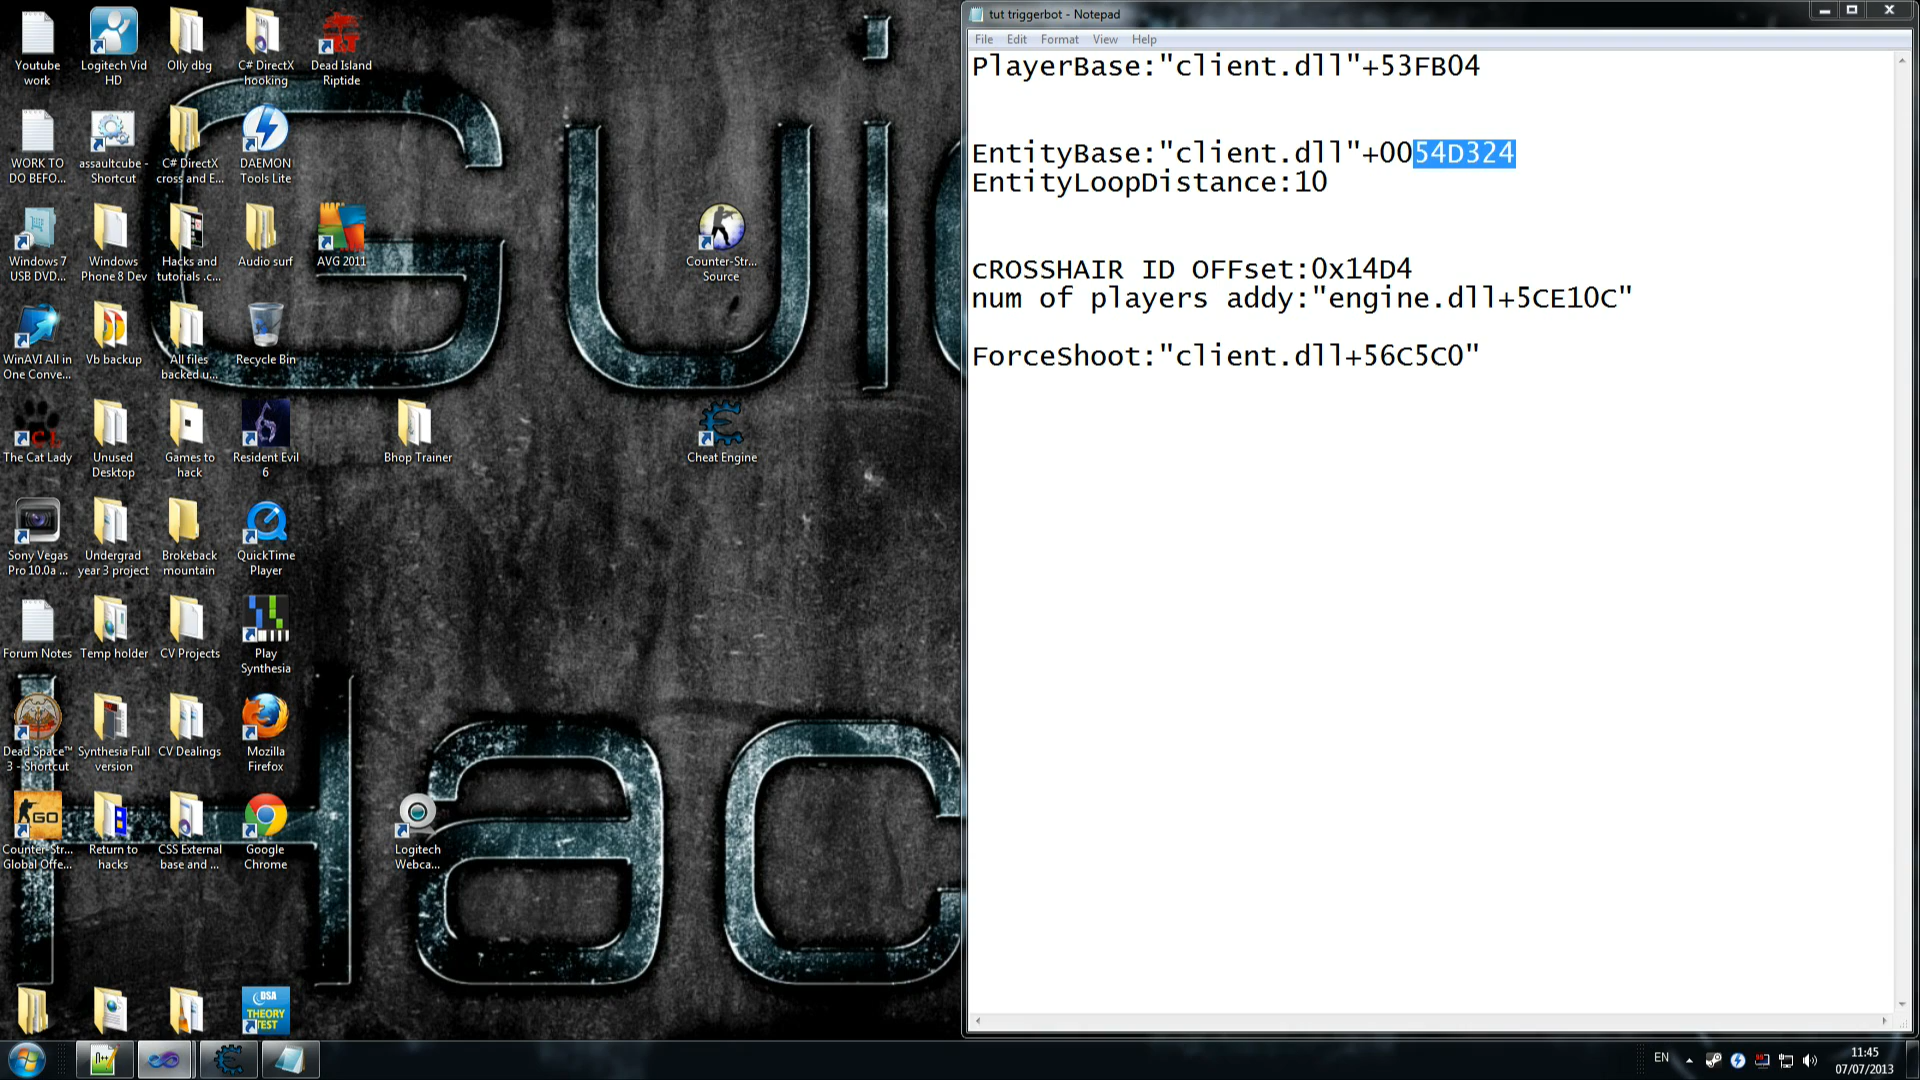 tut triggerbot - Notepad
File Edit Format View Help
PlayerBase:"client.dll"+53FB04
EntityBase:"client.dll"+0054D324
EntityLoopDistance:10
cROSSHAIR ID OFFset:0x14D4
num of players addy:"engine.dll+5CE10C"
ForceShoot:"client.dll+56C5C0"
Youtube
work
Logitech Vid
HD
Olly dbg
C# DirectX
hooking
Dead Island
Riptide
WORK TO
DO BEFO...
assaultcube -
Shortcut
C# DirectX
cross and E...
DAEMON
Tools Lite
Windows 7
USB DVD...
Windows
Phone 8 Dev
Hacks and
tutorials .c...
Audio surf
AVG 2011
Counter-Str...
Source
WinAVI All in
One Conve...
Vb backup
All files
backed u...
Recycle Bin
The Cat Lady
Unused
Desktop
Games to
hack
Resident Evil
6
Bhop Trainer
Cheat Engine
Sony Vegas
Pro 10.0a ...
Undergrad
year 3 project
Brokeback
mountain
QuickTime
Player
Forum Notes
Temp holder
CV Projects
Play
Synthesia
Dead Space™
3 - Shortcut
Synthesia Full
version
CV Dealings
Mozilla
Firefox
GO
Counter-Str...
Global Offe...
Return to
hacks
CSS External
base and ...
Google
Chrome
Logitech
Webca...
DSA
THEORY
TEST
Gui
Hac
EN
11:45
07/07/2013